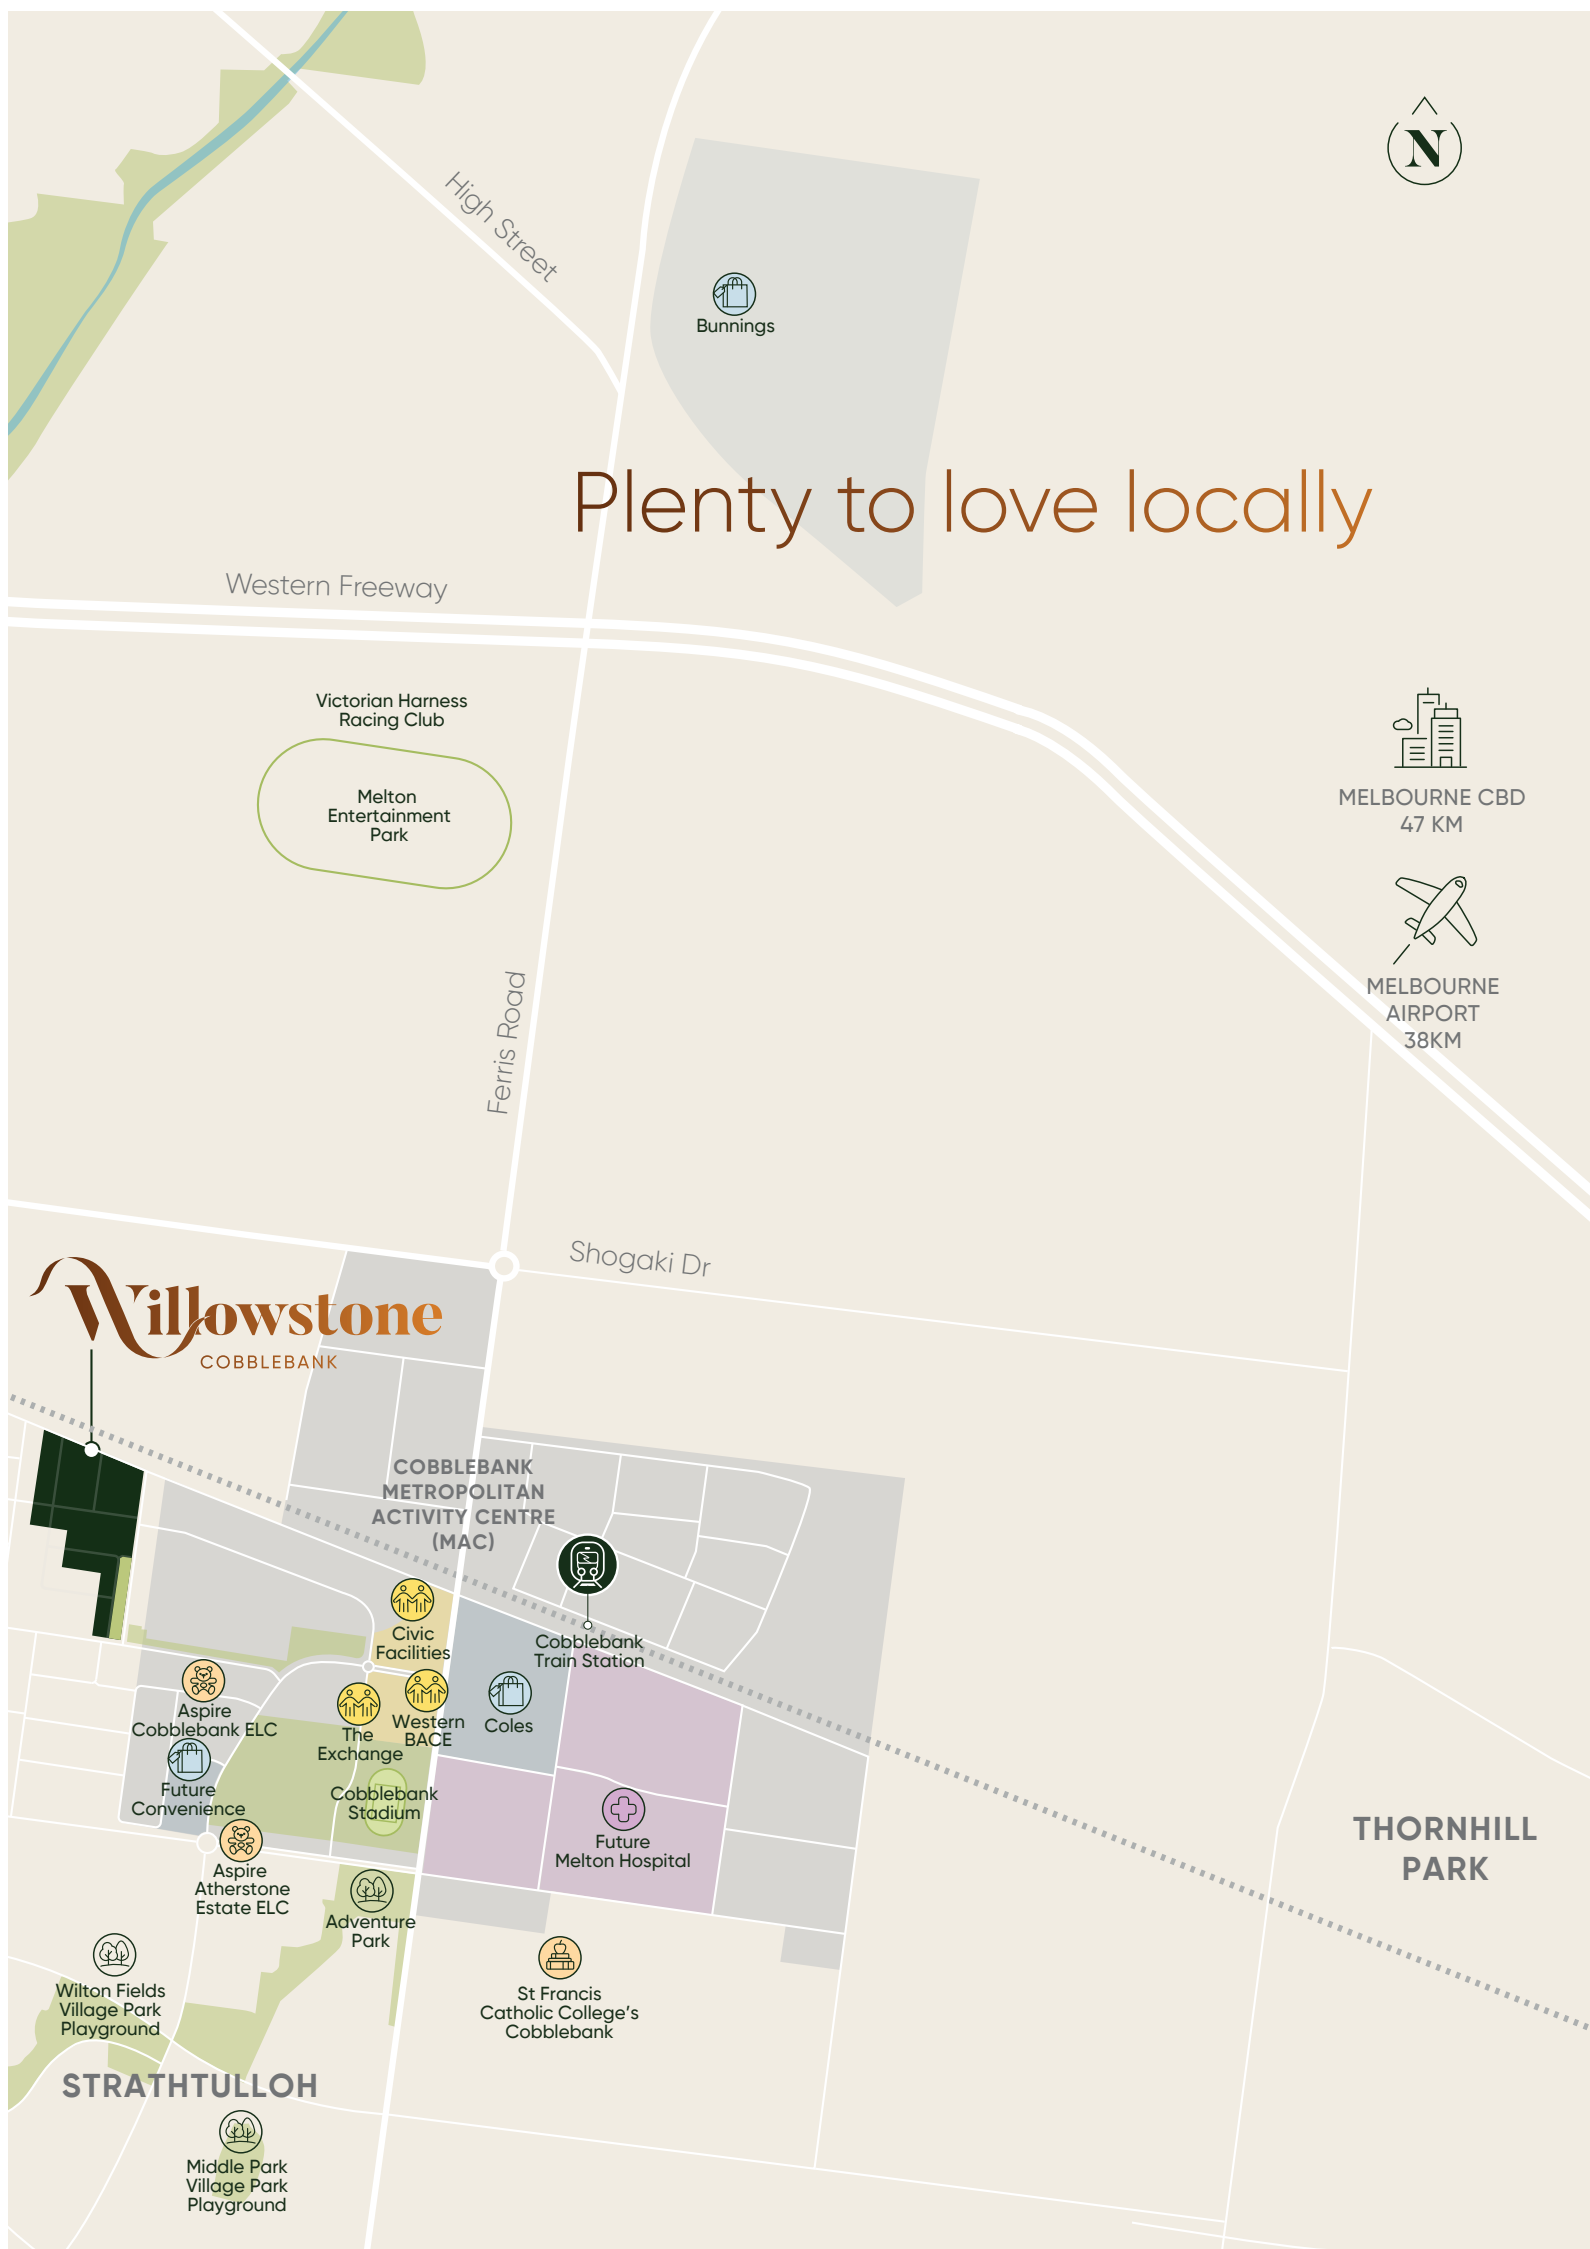 N
High Street
Bunnings
Plenty to love locally
Western Freeway
Victorian Harness
Racing Club
Melton
Entertainment
Park
MELBOURNE CBD
47 KM
MELBOURNE
AIRPORT
38KM
Ferris Road
Shogaki Dr
Willowstone
COBBLEBANK
COBBLEBANK
METROPOLITAN
ACTIVITY CENTRE
(MAC)
Civic
Facilities
Cobblebank
Train Station
Aspire
Cobblebank ELC
The
Exchange
Western
BACE
Coles
Future
Convenience
Cobblebank
Stadium
Future
Melton Hospital
THORNHILL
PARK
Aspire
Atherstone
Estate ELC
Adventure
Park
Wilton Fields
Village Park
Playground
St Francis
Catholic College’s
Cobblebank
STRATHTULLOH
Middle Park
Village Park
Playground